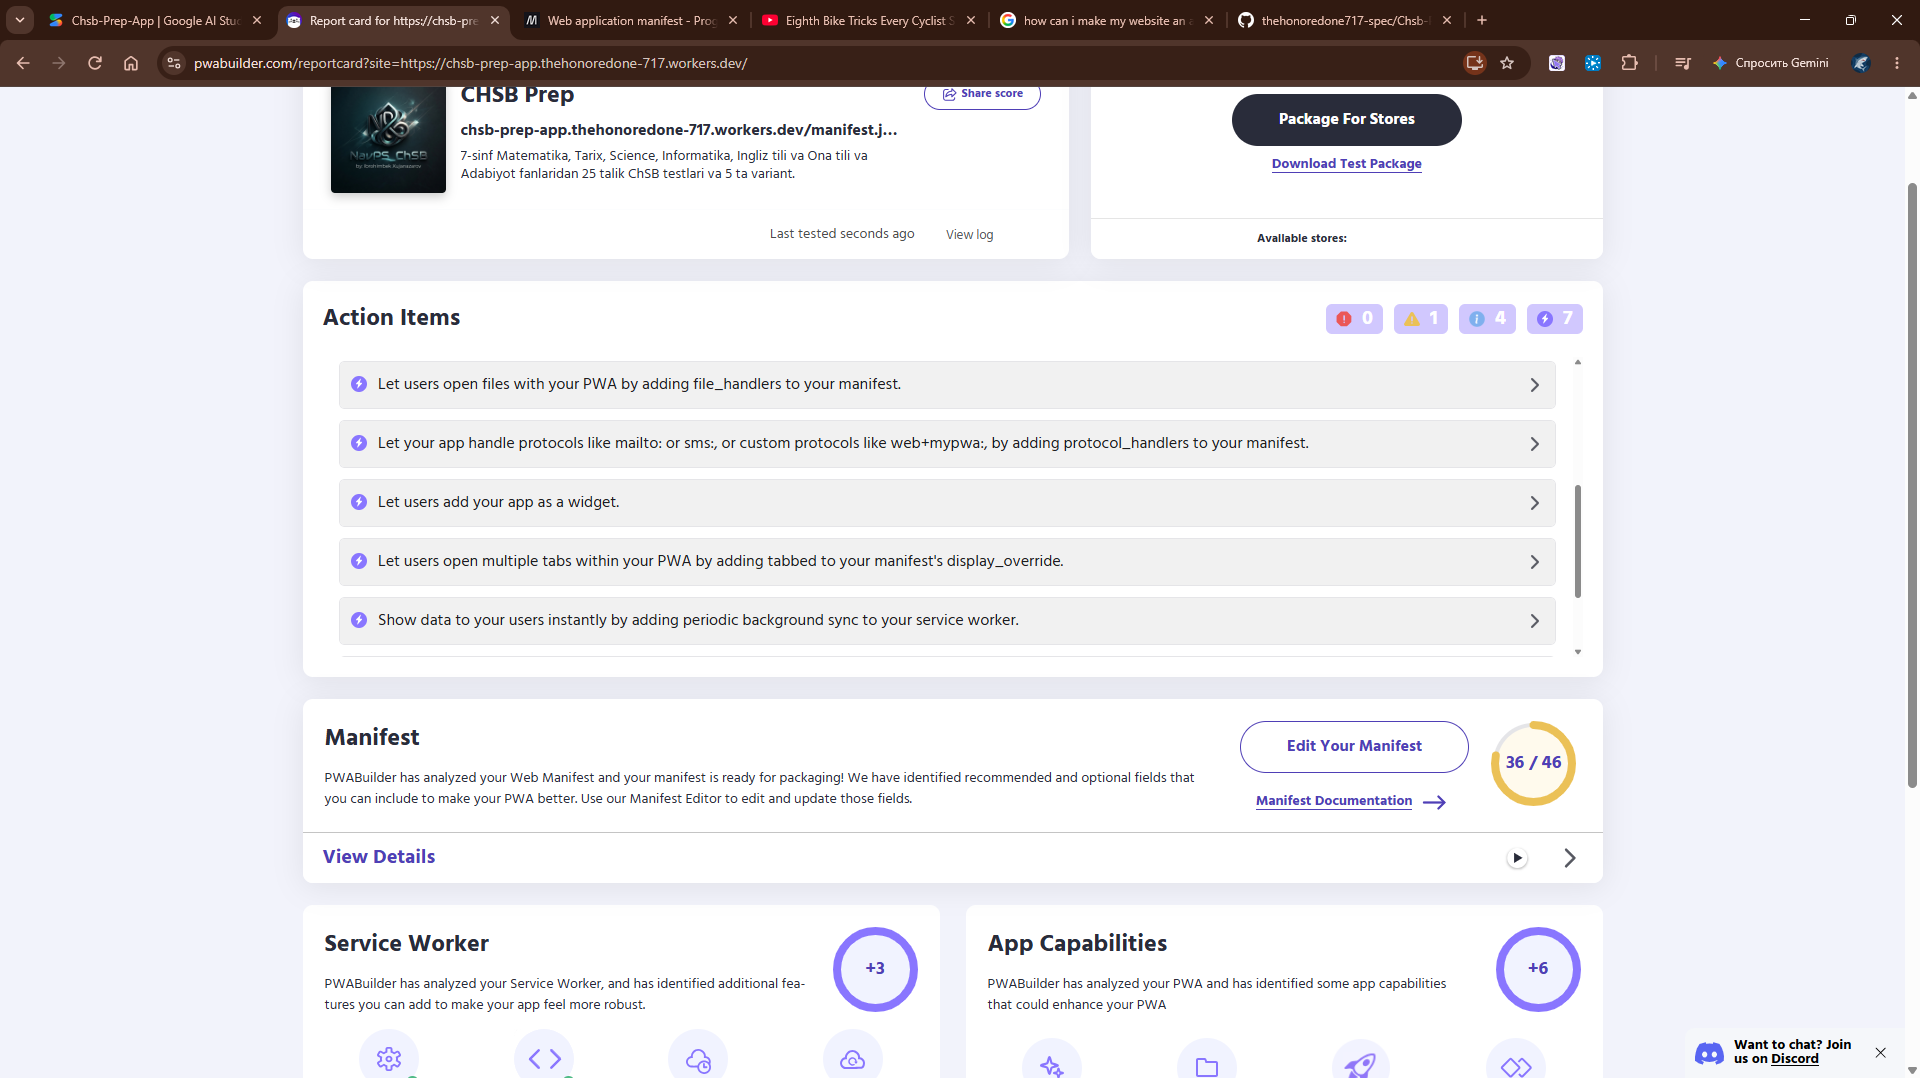 Chsb-Prep-App | Google AI Stu
Report card for https://chsb-pre
Web application manifest - Prog
Eighth Bike Tricks Every Cyclist S
how can i make my website an a
thehonoredone717-spec/Chsb-
pwabuilder.com/reportcard?site=https://chsb-prep-app.thehonoredone-717.workers.dev/
Спросить Gemini
CHSB Prep
Share score
chsb-prep-app.thehonoredone-717.workers.dev/manifest.j...
7-sinf Matematika, Tarix, Science, Informatika, Ingliz tili va Ona tili va
Adabiyot fanlaridan 25 talik ChSB testlari va 5 ta variant.
NavPS_ChSB
Last tested seconds ago
View log
Package For Stores
Download Test Package
Available stores:
Action Items
0
1
4
7
Let users open files with your PWA by adding file_handlers to your manifest.
Let your app handle protocols like mailto: or sms:, or custom protocols like web+mypwa:, by adding protocol_handlers to your manifest.
Let users add your app as a widget.
Let users open multiple tabs within your PWA by adding tabbed to your manifest's display_override.
Show data to your users instantly by adding periodic background sync to your service worker.
Manifest
PWABuilder has analyzed your Web Manifest and your manifest is ready for packaging! We have identified recommended and optional fields that
you can include to make your PWA better. Use our Manifest Editor to edit and update those fields.
Edit Your Manifest
Manifest Documentation
36 / 46
View Details
Service Worker
PWABuilder has analyzed your Service Worker, and has identified additional fea-
tures you can add to make your app feel more robust.
+3
App Capabilities
PWABuilder has analyzed your PWA and has identified some app capabilities
that could enhance your PWA
+6
Want to chat? Join
us on Discord